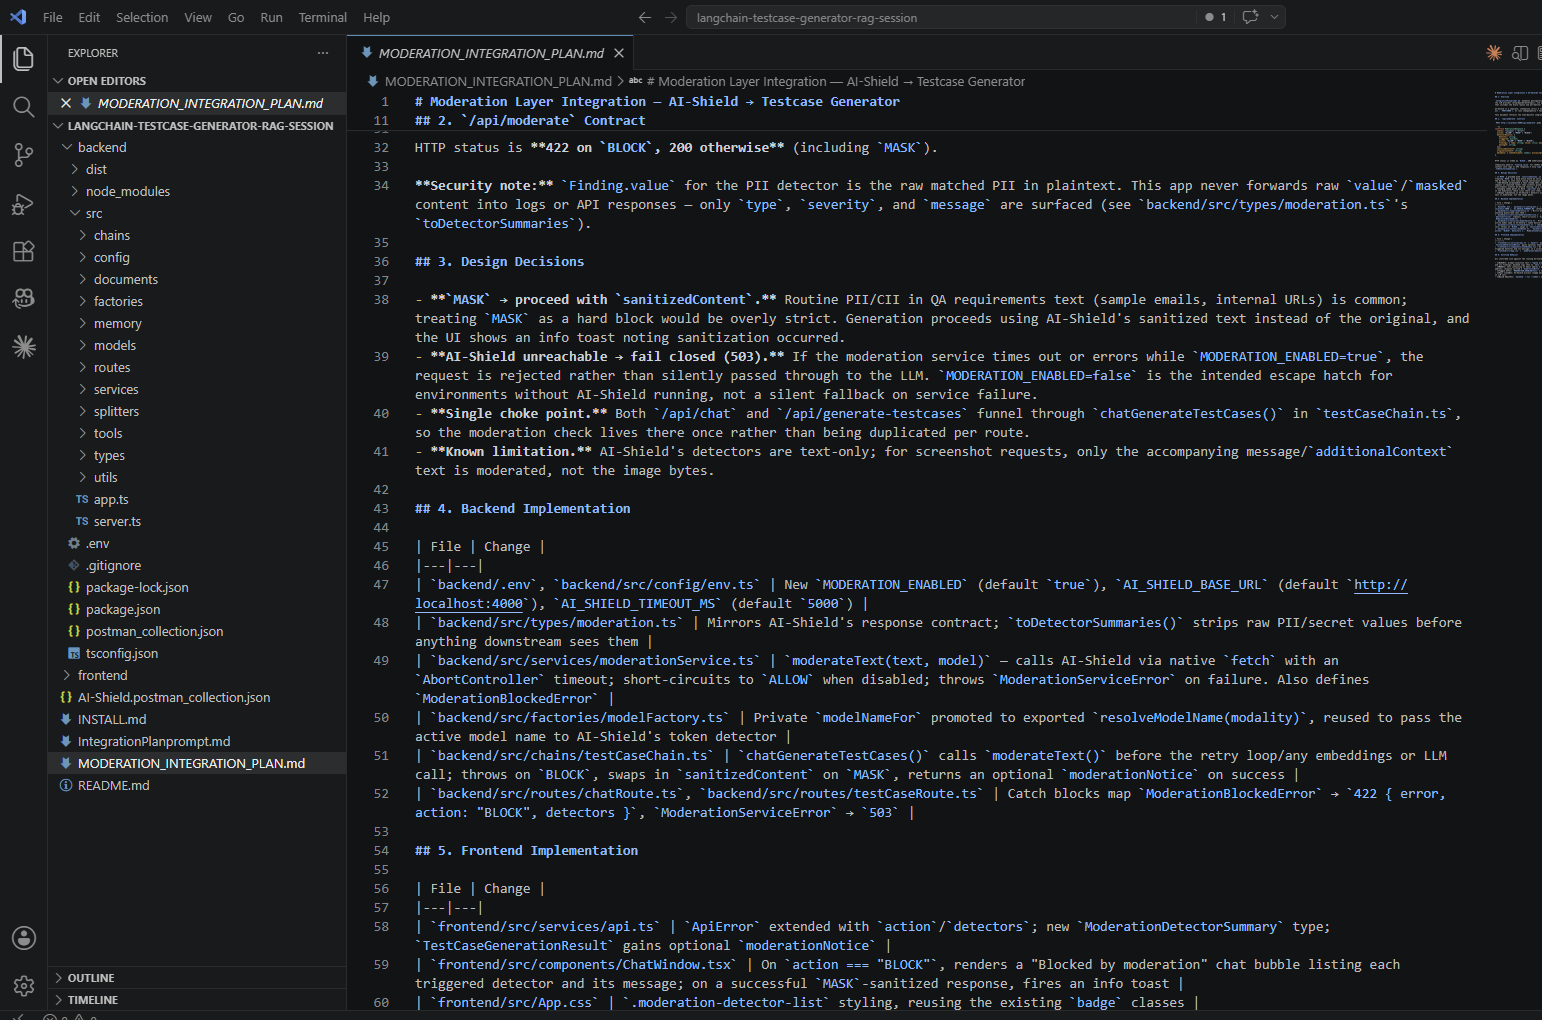 File Edit Selection View Go Run Terminal Help
langchain-testcase-generator-rag-session
1
EXPLORER
OPEN EDITORS
MODERATION_INTEGRATION_PLAN.md
LANGCHAIN-TESTCASE-GENERATOR-RAG-SESSION
backend
dist
node_modules
src
chains
config
documents
factories
memory
models
routes
services
splitters
tools
types
utils
TS app.ts
TS server.ts
.env
.gitignore
{} package-lock.json
{} package.json
{} postman_collection.json
tsconfig.json
frontend
{} AI-Shield.postman_collection.json
INSTALL.md
IntegrationPlanprompt.md
MODERATION_INTEGRATION_PLAN.md
README.md
OUTLINE
TIMELINE
MODERATION_INTEGRATION_PLAN.md
MODERATION_INTEGRATION_PLAN.md > abc # Moderation Layer Integration — AI-Shield → Testcase Generator
1 # Moderation Layer Integration — AI-Shield → Testcase Generator
11 ## 2. `/api/moderate` Contract
32 HTTP status is **422 on `BLOCK`, 200 otherwise** (including `MASK`).
33
34 **Security note:** `Finding.value` for the PII detector is the raw matched PII in plaintext. This app never forwards raw `value`/`masked`
content into logs or API responses — only `type`, `severity`, and `message` are surfaced (see `backend/src/types/moderation.ts`'s
`toDetectorSummaries`).
35
36 ## 3. Design Decisions
37
38 - **`MASK` → proceed with `sanitizedContent`.** Routine PII/CII in QA requirements text (sample emails, internal URLs) is common;
treating `MASK` as a hard block would be overly strict. Generation proceeds using AI-Shield's sanitized text instead of the original, and
the UI shows an info toast noting sanitization occurred.
39 - **AI-Shield unreachable → fail closed (503).** If the moderation service times out or errors while `MODERATION_ENABLED=true`, the
request is rejected rather than silently passed through to the LLM. `MODERATION_ENABLED=false` is the intended escape hatch for
environments without AI-Shield running, not a silent fallback on service failure.
40 - **Single choke point.** Both `/api/chat` and `/api/generate-testcases` funnel through `chatGenerateTestCases()` in `testCaseChain.ts`,
so the moderation check lives there once rather than being duplicated per route.
41 - **Known limitation.** AI-Shield's detectors are text-only; for screenshot requests, only the accompanying message/`additionalContext`
text is moderated, not the image bytes.
42
43 ## 4. Backend Implementation
44
45 | File | Change |
46 |---|---|
47 | `backend/.env`, `backend/src/config/env.ts` | New `MODERATION_ENABLED` (default `true`), `AI_SHIELD_BASE_URL` (default `http://
localhost:4000`), `AI_SHIELD_TIMEOUT_MS` (default `5000`) |
48 | `backend/src/types/moderation.ts` | Mirrors AI-Shield's response contract; `toDetectorSummaries()` strips raw PII/secret values before
anything downstream sees them |
49 | `backend/src/services/moderationService.ts` | `moderateText(text, model)` — calls AI-Shield via native `fetch` with an
`AbortController` timeout; short-circuits to `ALLOW` when disabled; throws `ModerationServiceError` on failure. Also defines
`ModerationBlockedError` |
50 | `backend/src/factories/modelFactory.ts` | Private `modelNameFor` promoted to exported `resolveModelName(modality)`, reused to pass the
active model name to AI-Shield's token detector |
51 | `backend/src/chains/testCaseChain.ts` | `chatGenerateTestCases()` calls `moderateText()` before the retry loop/any embeddings or LLM
call; throws on `BLOCK`, swaps in `sanitizedContent` on `MASK`, returns an optional `moderationNotice` on success |
52 | `backend/src/routes/chatRoute.ts`, `backend/src/routes/testCaseRoute.ts` | Catch blocks map `ModerationBlockedError` → `422 { error,
action: "BLOCK", detectors }`, `ModerationServiceError` → `503` |
53
54 ## 5. Frontend Implementation
55
56 | File | Change |
57 |---|---|
58 | `frontend/src/services/api.ts` | `ApiError` extended with `action`/`detectors`; new `ModerationDetectorSummary` type;
`TestCaseGenerationResult` gains optional `moderationNotice` |
59 | `frontend/src/components/ChatWindow.tsx` | On `action === "BLOCK"`, renders a "Blocked by moderation" chat bubble listing each
triggered detector and its message; on a successful `MASK`-sanitized response, fires an info toast |
60 | `frontend/src/App.css` | `.moderation-detector-list` styling, reusing the existing `badge` classes |